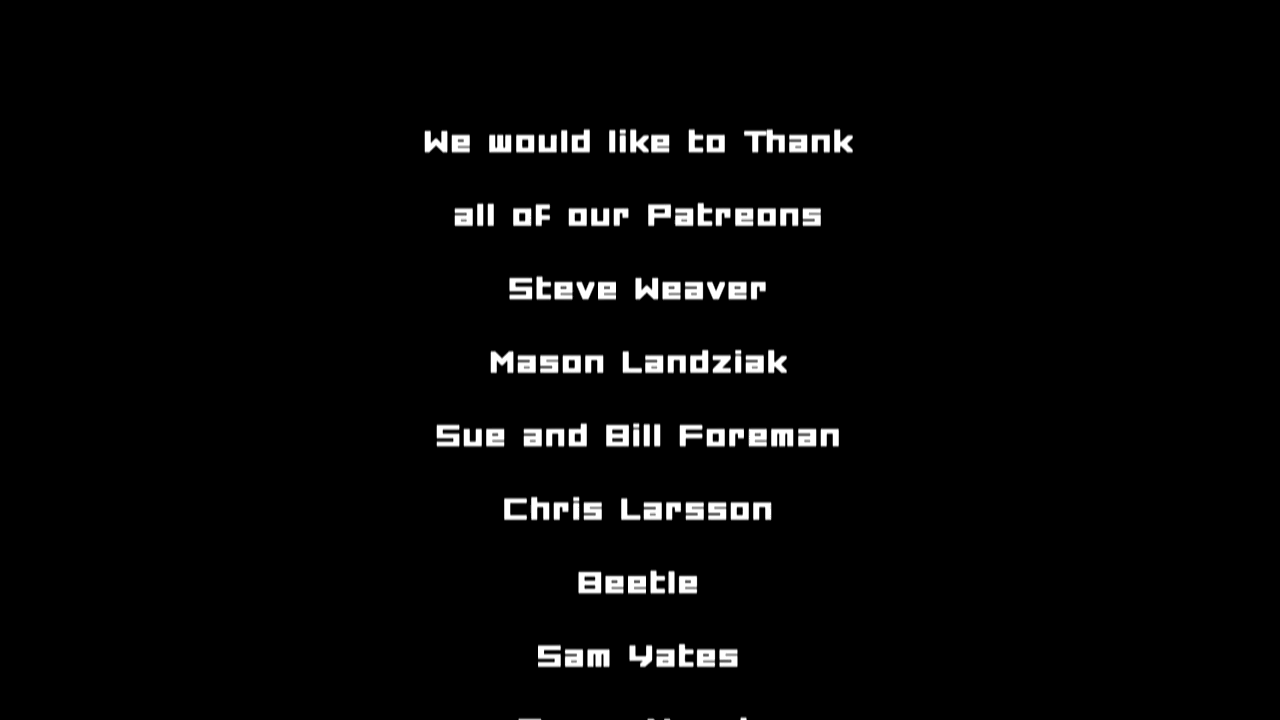 We would like to Thank
all of our Patreons
Steve Weaver
Mason Landziak
Sue and Bill Foreman
Chris Larsson
Beetle
Sam Yates